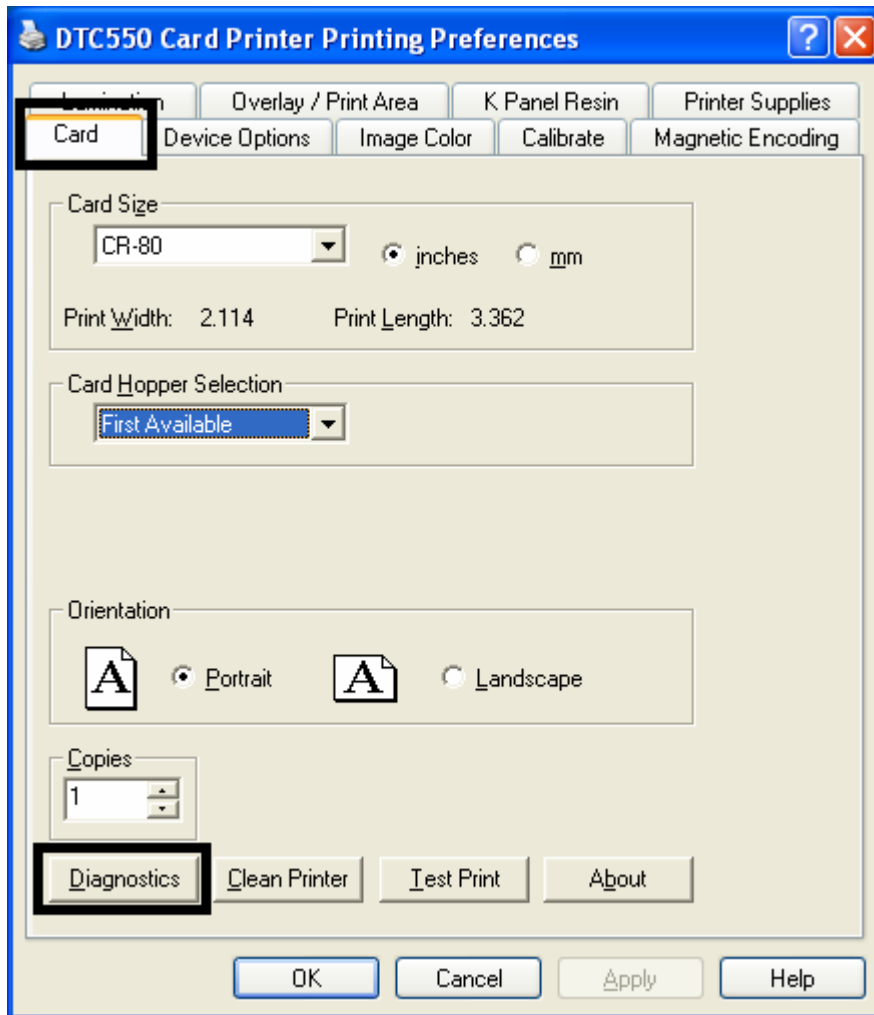 DTC550 Card Printer Printing Preferences
Lamination Overlay / Print Area K Panel Resin Printer Supplies
Card Device Options Image Color Calibrate Magnetic Encoding
Card Size
CR-80 inches mm
Print Width: 2.114 Print Length: 3.362
Card Hopper Selection
First Available
Orientation
A Portrait A Landscape
Copies
1
Diagnostics Clean Printer Test Print About
OK Cancel Apply Help